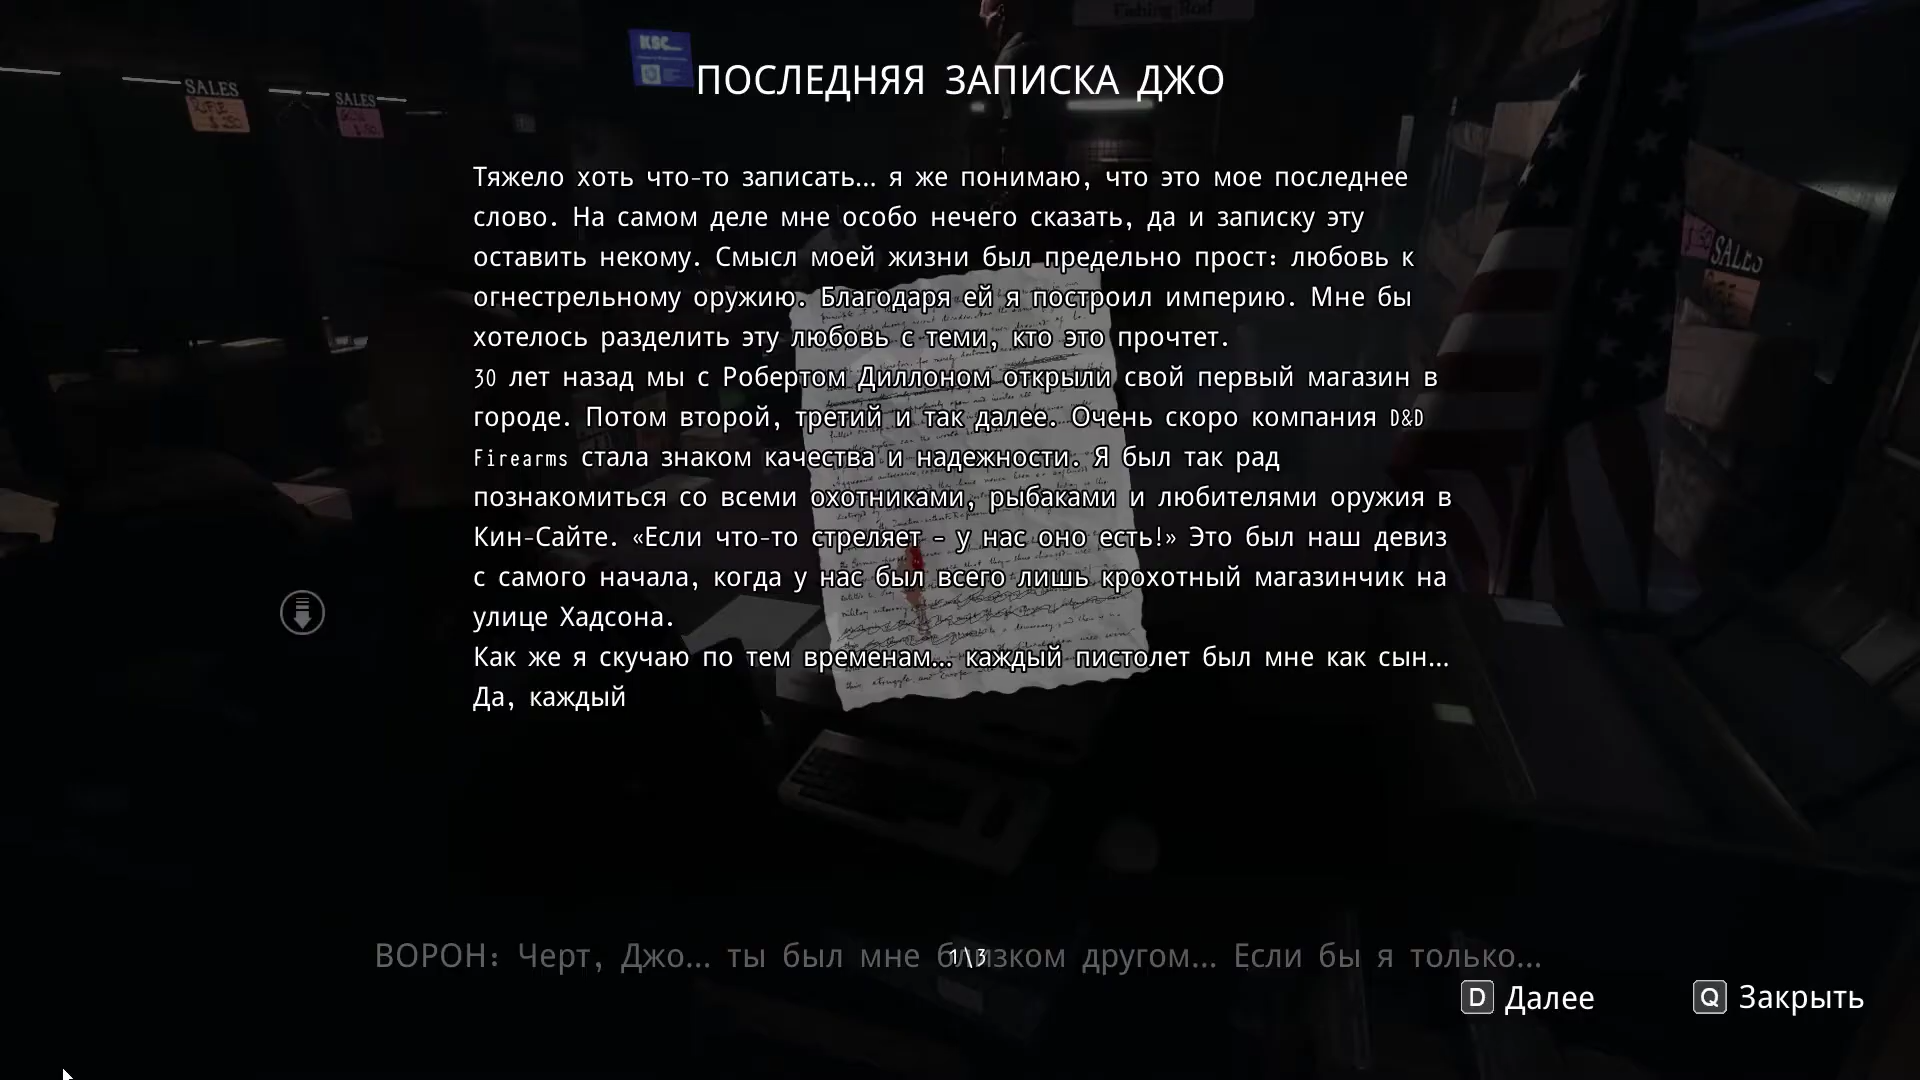 Fishing Rod
KSC
ПОСЛЕДНЯЯ ЗАПИСКА ДЖО
SALES
RIFLE
$ 250
SALES
Тяжело хоть что-то записать... я же понимаю, что это мое последнее
слово. На самом деле мне особо нечего сказать, да и записку эту
оставить некому. Смысл моей жизни был предельно прост: любовь к
огнестрельному оружию. Благодаря ей я построил империю. Мне бы
хотелось разделить эту любовь с теми, кто это прочтет.
30 лет назад мы с Робертом Диллоном открыли свой первый магазин в
городе. Потом второй, третий и так далее. Очень скоро компания D&D
Firearms стала знаком качества и надежности. Я был так рад
познакомиться со всеми охотниками, рыбаками и любителями оружия в
Кин-Сайте. «Если что-то стреляет - у нас оно есть!» Это был наш девиз
с самого начала, когда у нас был всего лишь крохотный магазинчик на
улице Хадсона.
Как же я скучаю по тем временам... каждый пистолет был мне как сын...
Да, каждый
SALES
ВОРОН: Черт, Джо... ты был мне близком другом... Если бы я только...
1\3
D Далее
Q Закрыть